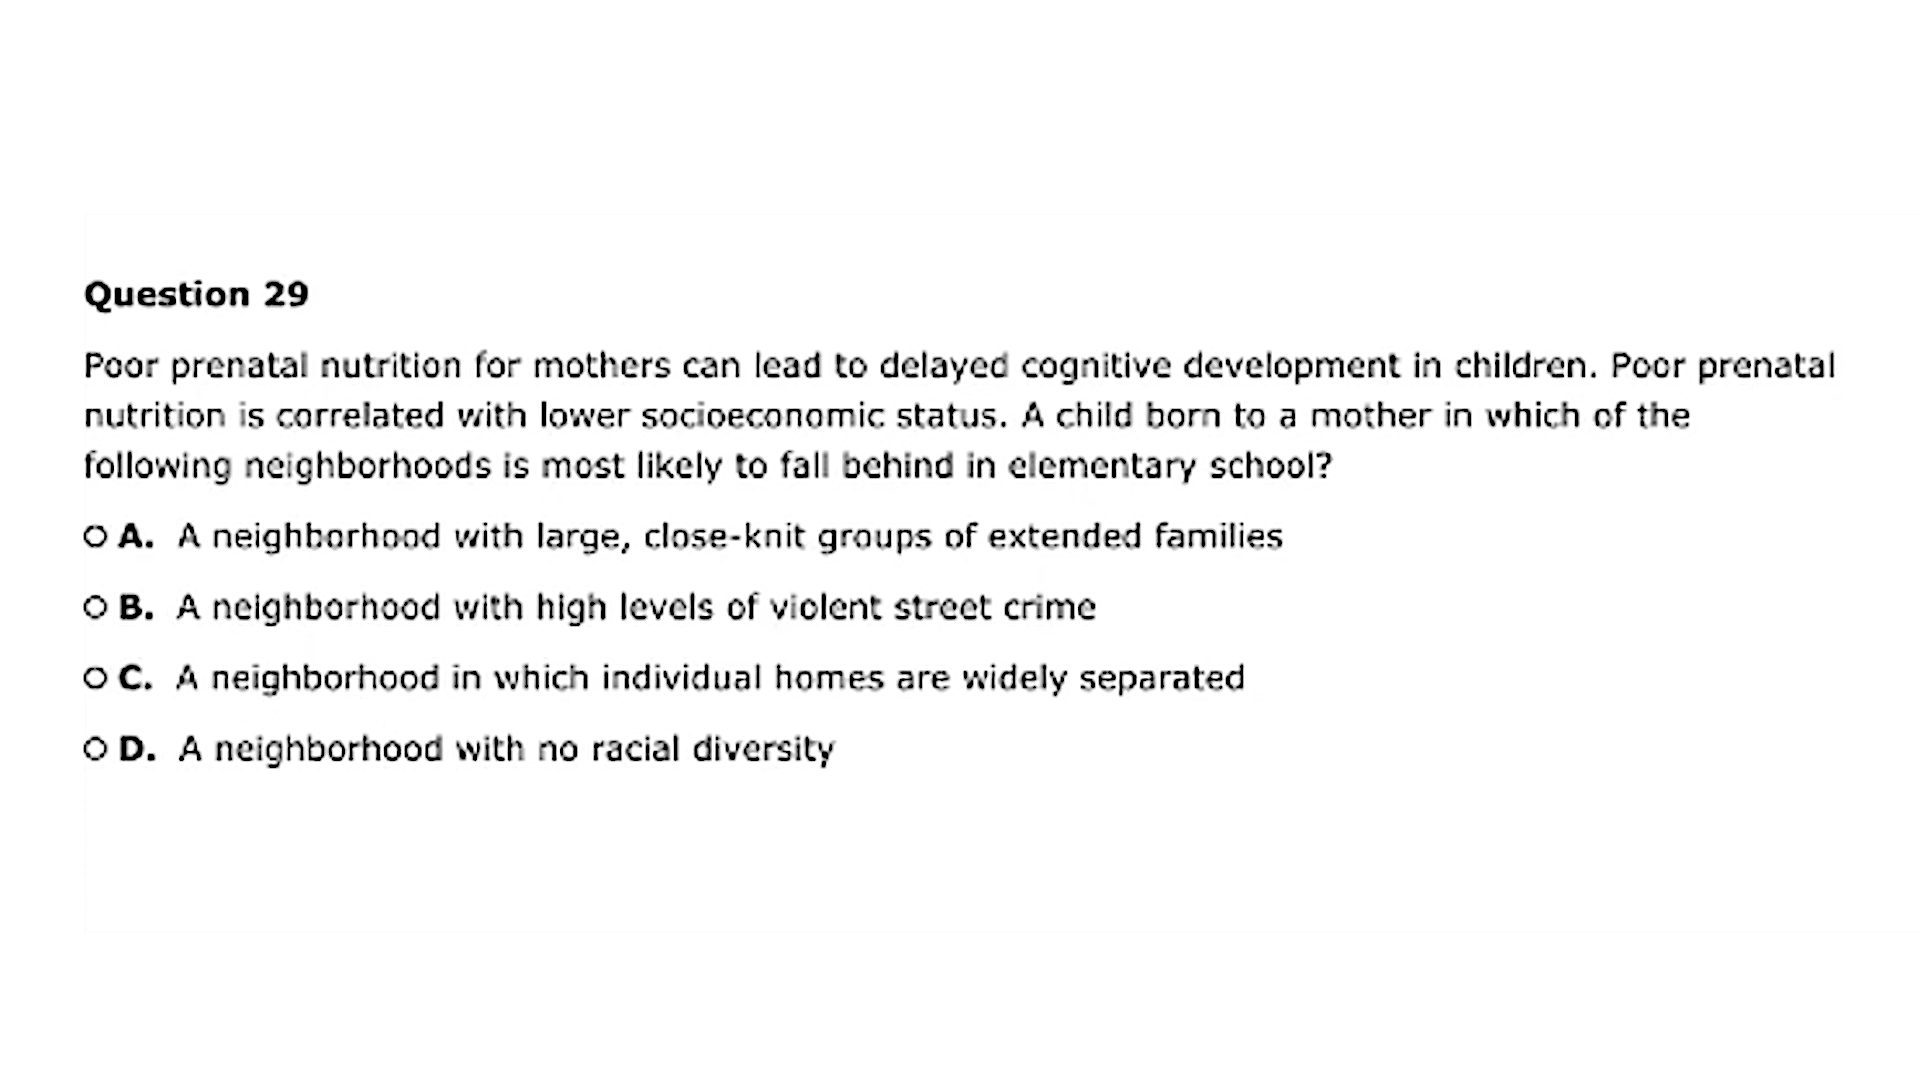 Question 29
Poor prenatal nutrition for mothers can lead to delayed cognitive development in children. Poor prenatal
nutrition is correlated with lower socioeconomic status. A child born to a mother in which of the
following neighborhoods is most likely to fall behind in elementary school?
A. A neighborhood with large, close-knit groups of extended families
B. A neighborhood with high levels of violent street crime
C. A neighborhood in which individual homes are widely separated
D. A neighborhood with no racial diversity